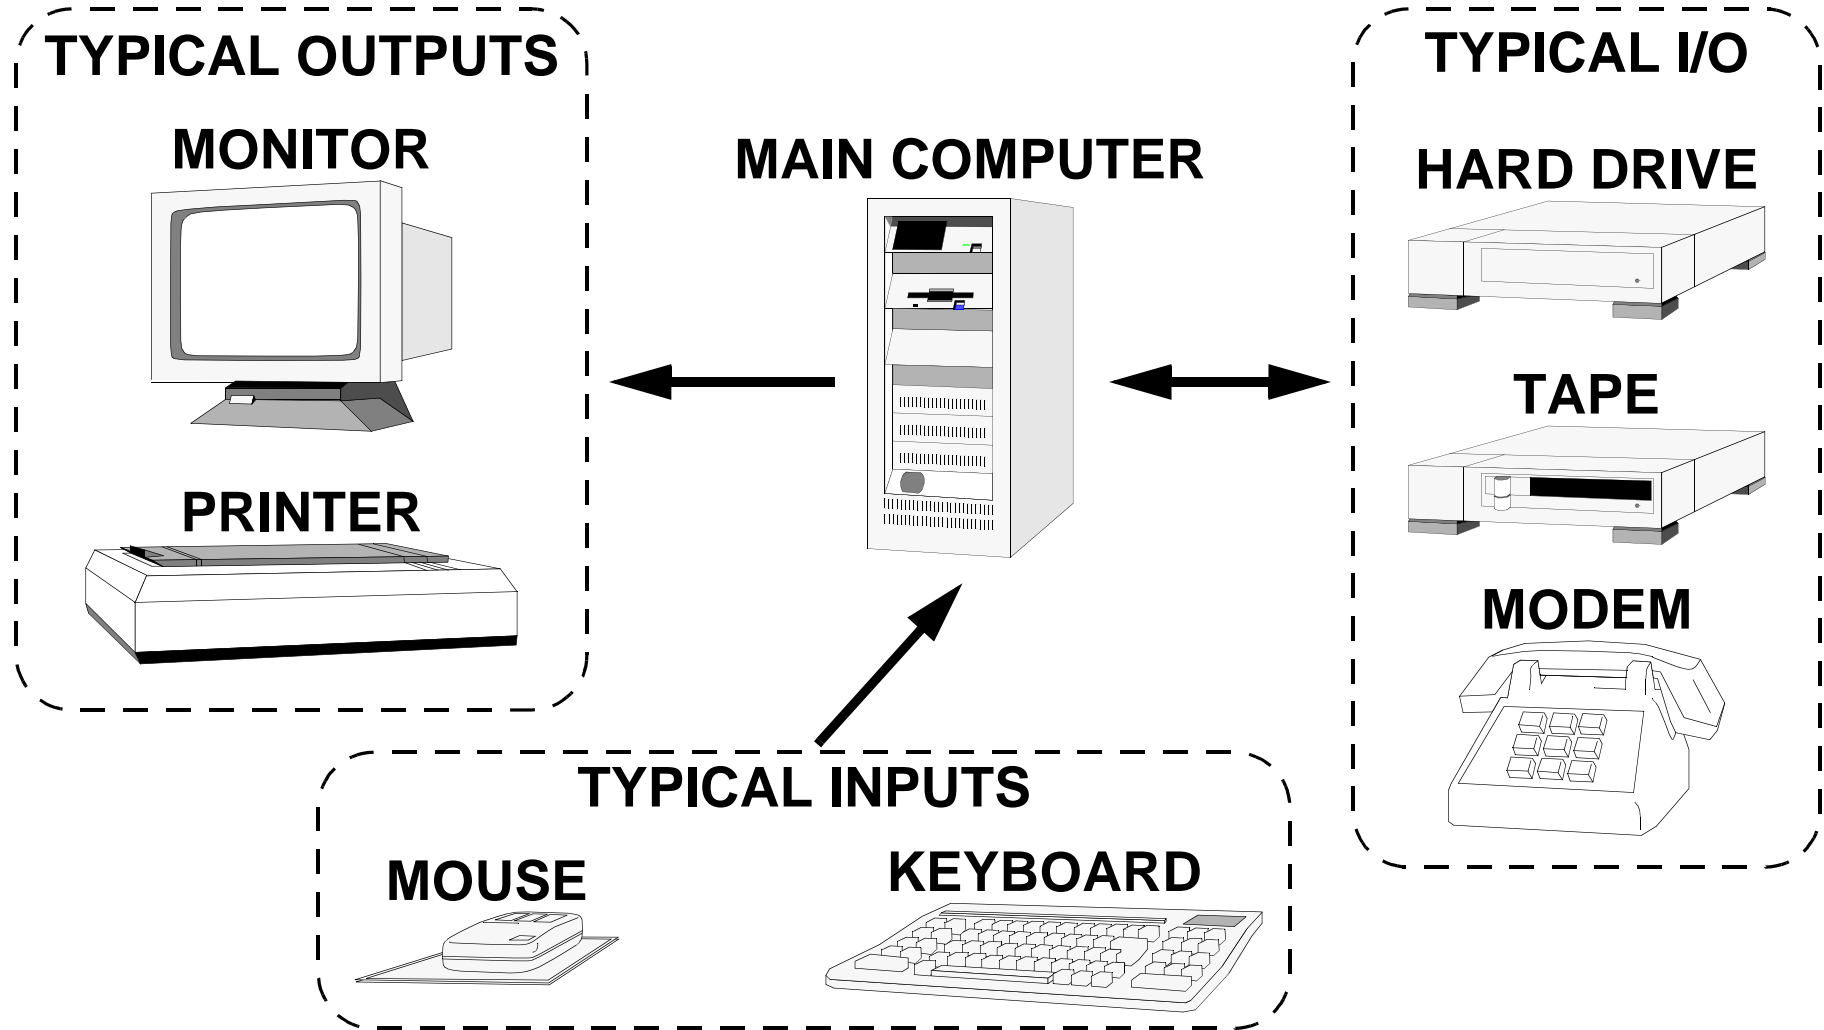 TYPICAL OUTPUTS
MONITOR
PRINTER
MAIN COMPUTER
TYPICAL I/O
HARD DRIVE
TAPE
MODEM
TYPICAL INPUTS
MOUSE
KEYBOARD